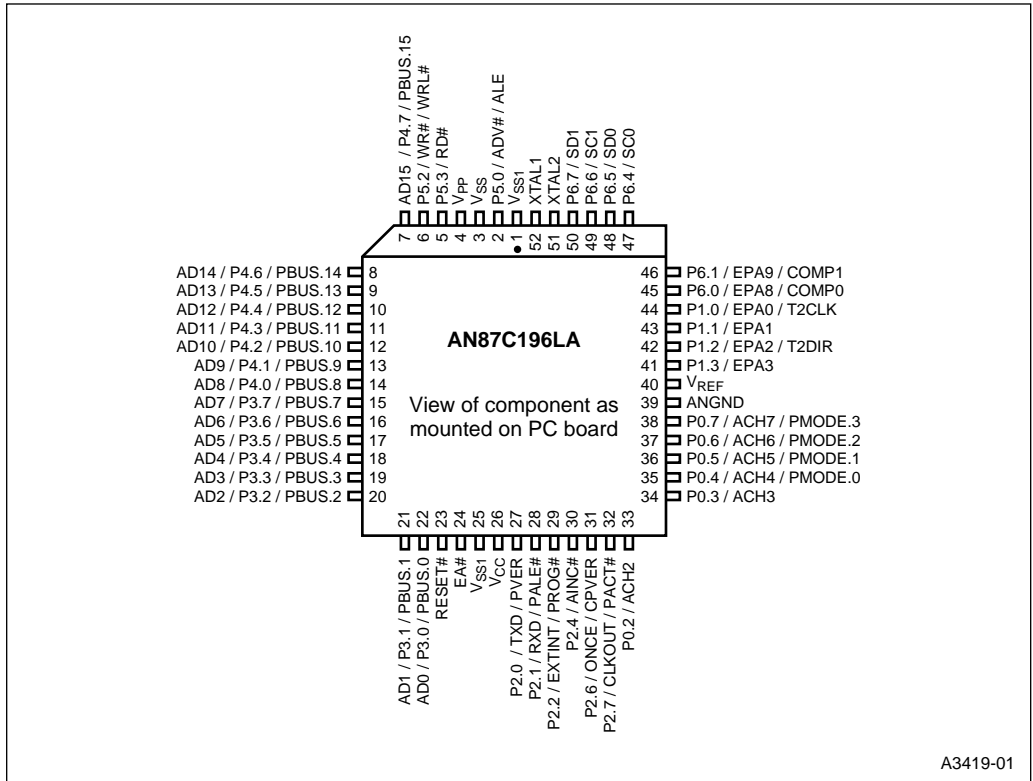 AD15 / P4.7 / PBUS.15
P5.2 / WR# / WRL#
P5.3 / RD#
VPP
VSS
P5.0 / ADV# / ALE
VSS1
XTAL1
XTAL2
P6.7 / SD1
P6.6 / SC1
P6.5 / SD0
P6.4 / SC0
7
6
5
4
3
2
1
52
51
50
49
48
47
AD14 / P4.6 / PBUS.14 8
AD13 / P4.5 / PBUS.13 9
AD12 / P4.4 / PBUS.12 10
AD11 / P4.3 / PBUS.11 11
AD10 / P4.2 / PBUS.10 12
AD9 / P4.1 / PBUS.9 13
AD8 / P4.0 / PBUS.8 14
AD7 / P3.7 / PBUS.7 15
AD6 / P3.6 / PBUS.6 16
AD5 / P3.5 / PBUS.5 17
AD4 / P3.4 / PBUS.4 18
AD3 / P3.3 / PBUS.3 19
AD2 / P3.2 / PBUS.2 20
AN87C196LA
View of component as
mounted on PC board
46 P6.1 / EPA9 / COMP1
45 P6.0 / EPA8 / COMP0
44 P1.0 / EPA0 / T2CLK
43 P1.1 / EPA1
42 P1.2 / EPA2 / T2DIR
41 P1.3 / EPA3
40 VREF
39 ANGND
38 P0.7 / ACH7 / PMODE.3
37 P0.6 / ACH6 / PMODE.2
36 P0.5 / ACH5 / PMODE.1
35 P0.4 / ACH4 / PMODE.0
34 P0.3 / ACH3
21
22
23
24
25
26
27
28
29
30
31
32
33
AD1 / P3.1 / PBUS.1
AD0 / P3.0 / PBUS.0
RESET#
EA#
VSS1
VCC
P2.0 / TXD / PVER
P2.1 / RXD / PALE#
P2.2 / EXTINT / PROG#
P2.4 / AINC#
P2.6 / ONCE / CPVER
P2.7 / CLKOUT / PACT#
P0.2 / ACH2
A3419-01